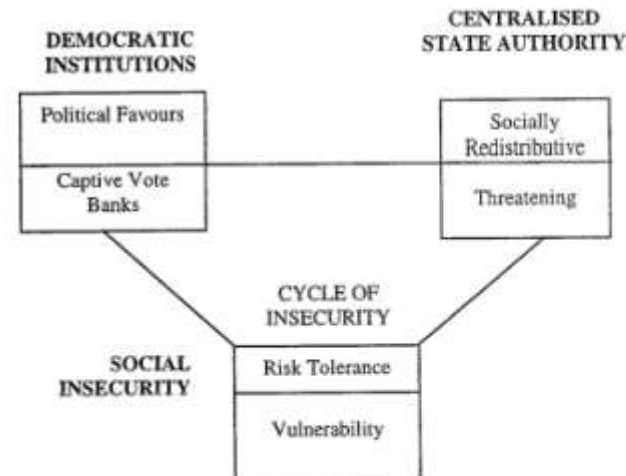 DEMOCRATIC
INSTITUTIONS
CENTRALISED
STATE AUTHORITY
Political Favours
Captive Vote
Banks
Socially
Redistributive
Threatening
CYCLE OF
INSECURITY
SOCIAL
INSECURITY
Risk Tolerance
Vulnerability